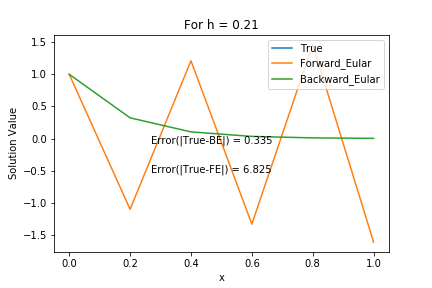 For h = 0.21
True
Forward_Eular
Backward_Eular
Error(|True-BE|) = 0.335
Error(|True-FE|) = 6.825
Solution Value
1.5
1.0
0.5
0.0
−0.5
−1.0
−1.5
0.0 0.2 0.4 0.6 0.8 1.0
x